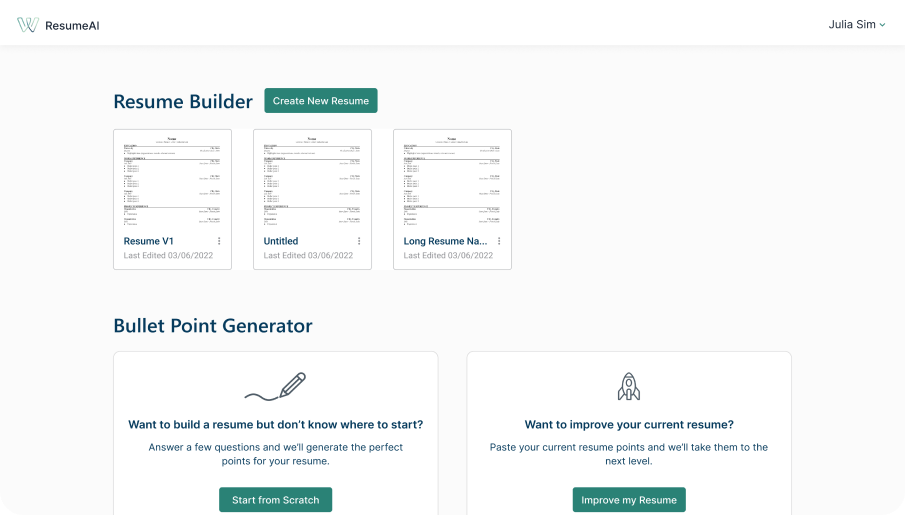 ResumeAI
Julia Sim
Resume Builder
Create New Resume
Name
Name
Name
Resume V1
Last Edited 03/06/2022
Untitled
Last Edited 03/06/2022
Long Resume Na...
Last Edited 03/06/2022
Bullet Point Generator
Want to build a resume but don’t know where to start?
Answer a few questions and we’ll generate the perfect
points for your resume.
Start from Scratch
Want to improve your current resume?
Paste your current resume points and we’ll take them to the
next level.
Improve my Resume